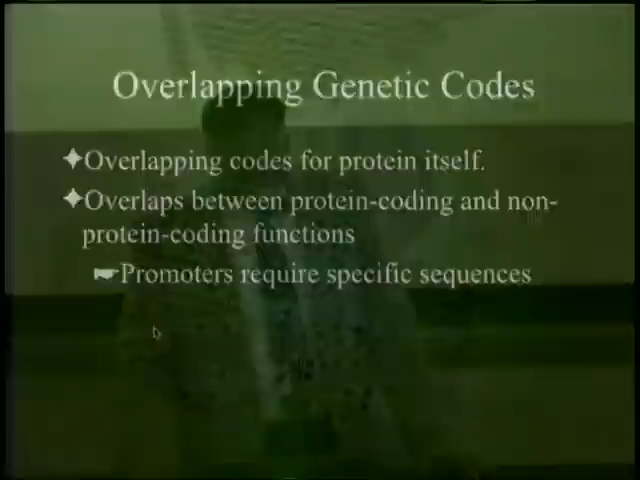 Overlapping Genetic Codes
Overlapping codes for protein itself.
Overlaps between protein-coding and non-
protein-coding functions
Promoters require specific sequences